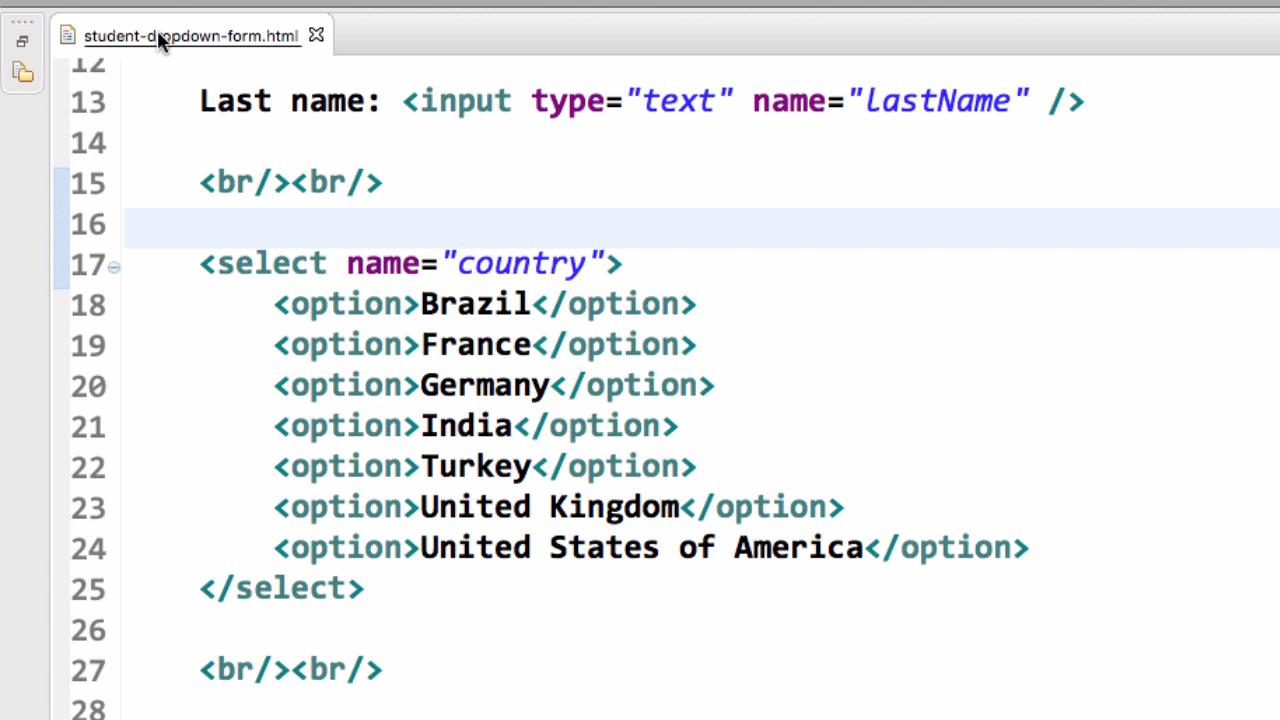 student-dropdown-form.html
12
13 Last name: <input type="text" name="lastName" />
14
15 <br/><br/>
16
17 <select name="country">
18 <option>Brazil</option>
19 <option>France</option>
20 <option>Germany</option>
21 <option>India</option>
22 <option>Turkey</option>
23 <option>United Kingdom</option>
24 <option>United States of America</option>
25 </select>
26
27 <br/><br/>
28